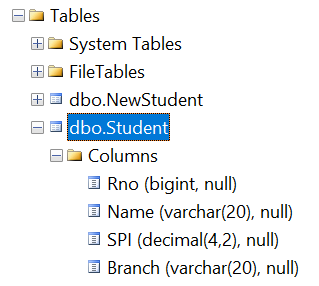 Tables
System Tables
FileTables
dbo.NewStudent
dbo.Student
Columns
Rno (bigint, null)
Name (varchar(20), null)
SPI (decimal(4,2), null)
Branch (varchar(20), null)